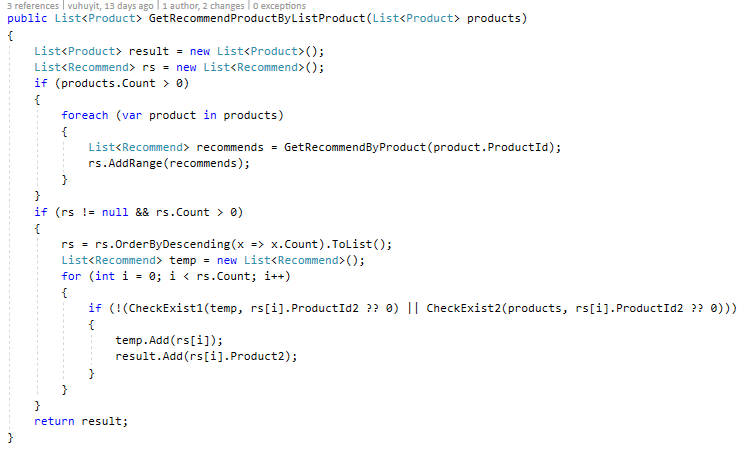 3 references | vuhuyit, 13 days ago | 1 author, 2 changes | 0 exceptions
public List<Product> GetRecommendProductByListProduct(List<Product> products)
{
    List<Product> result = new List<Product>();
    List<Recommend> rs = new List<Recommend>();
    if (products.Count > 0)
    {
        foreach (var product in products)
        {
            List<Recommend> recommends = GetRecommendByProduct(product.ProductId);
            rs.AddRange(recommends);
        }
    }
    if (rs != null && rs.Count > 0)
    {
        rs = rs.OrderByDescending(x => x.Count).ToList();
        List<Recommend> temp = new List<Recommend>();
        for (int i = 0; i < rs.Count; i++)
        {
            if (!(CheckExist1(temp, rs[i].ProductId2 ?? 0) || CheckExist2(products, rs[i].ProductId2 ?? 0)))
            {
                temp.Add(rs[i]);
                result.Add(rs[i].Product2);
            }
        }
    }
    return result;
}